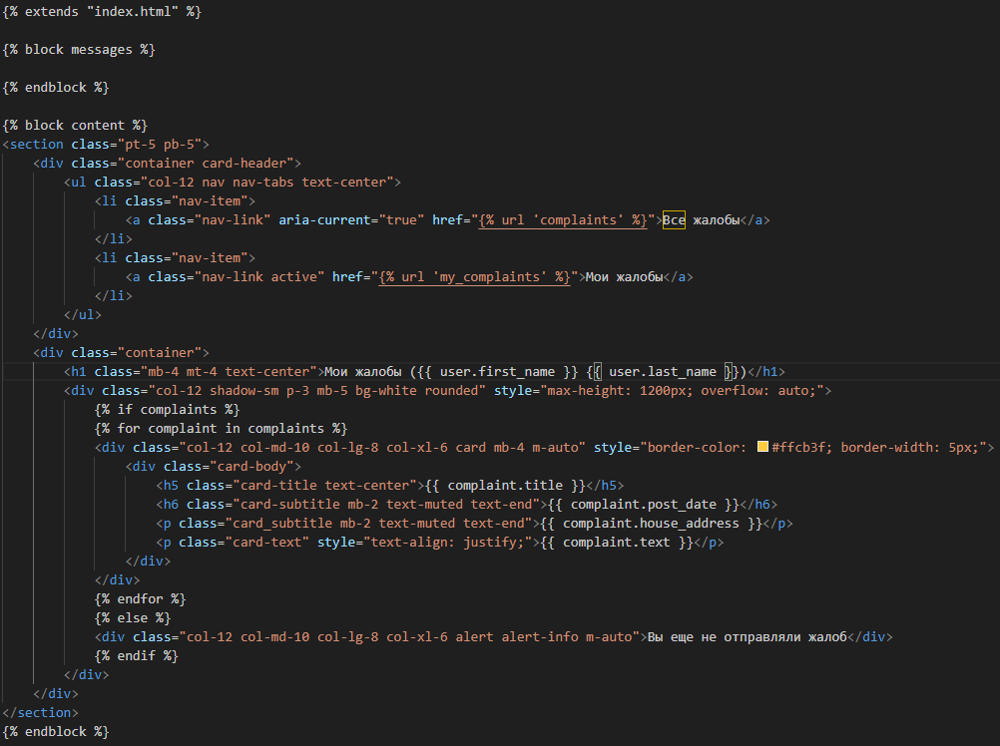 {% extends "index.html" %}
{% block messages %}
{% endblock %}
{% block content %}
<section class="pt-5 pb-5">
<div class="container card-header">
<ul class="col-12 nav nav-tabs text-center">
<li class="nav-item">
<a class="nav-link" aria-current="true" href="{% url 'complaints' %}">Все жалобы</a>
</li>
<li class="nav-item">
<a class="nav-link active" href="{% url 'my_complaints' %}">Мои жалобы</a>
</li>
</ul>
</div>
<div class="container">
<h1 class="mb-4 mt-4 text-center">Мои жалобы ({{ user.first_name }} {{ user.last_name }})</h1>
<div class="col-12 shadow-sm p-3 mb-5 bg-white rounded" style="max-height: 1200px; overflow: auto;">
{% if complaints %}
{% for complaint in complaints %}
<div class="col-12 col-md-10 col-lg-8 col-xl-6 card mb-4 m-auto" style="border-color: #ffcb3f; border-width: 5px;">
<div class="card-body">
<h5 class="card-title text-center">{{ complaint.title }}</h5>
<h6 class="card-subtitle mb-2 text-muted text-end">{{ complaint.post_date }}</h6>
<p class="card_subtitle mb-2 text-muted text-end">{{ complaint.house_address }}</p>
<p class="card-text" style="text-align: justify;">{{ complaint.text }}</p>
</div>
</div>
{% endfor %}
{% else %}
<div class="col-12 col-md-10 col-lg-8 col-xl-6 alert alert-info m-auto">Вы еще не отправляли жалоб</div>
{% endif %}
</div>
</div>
</section>
{% endblock %}